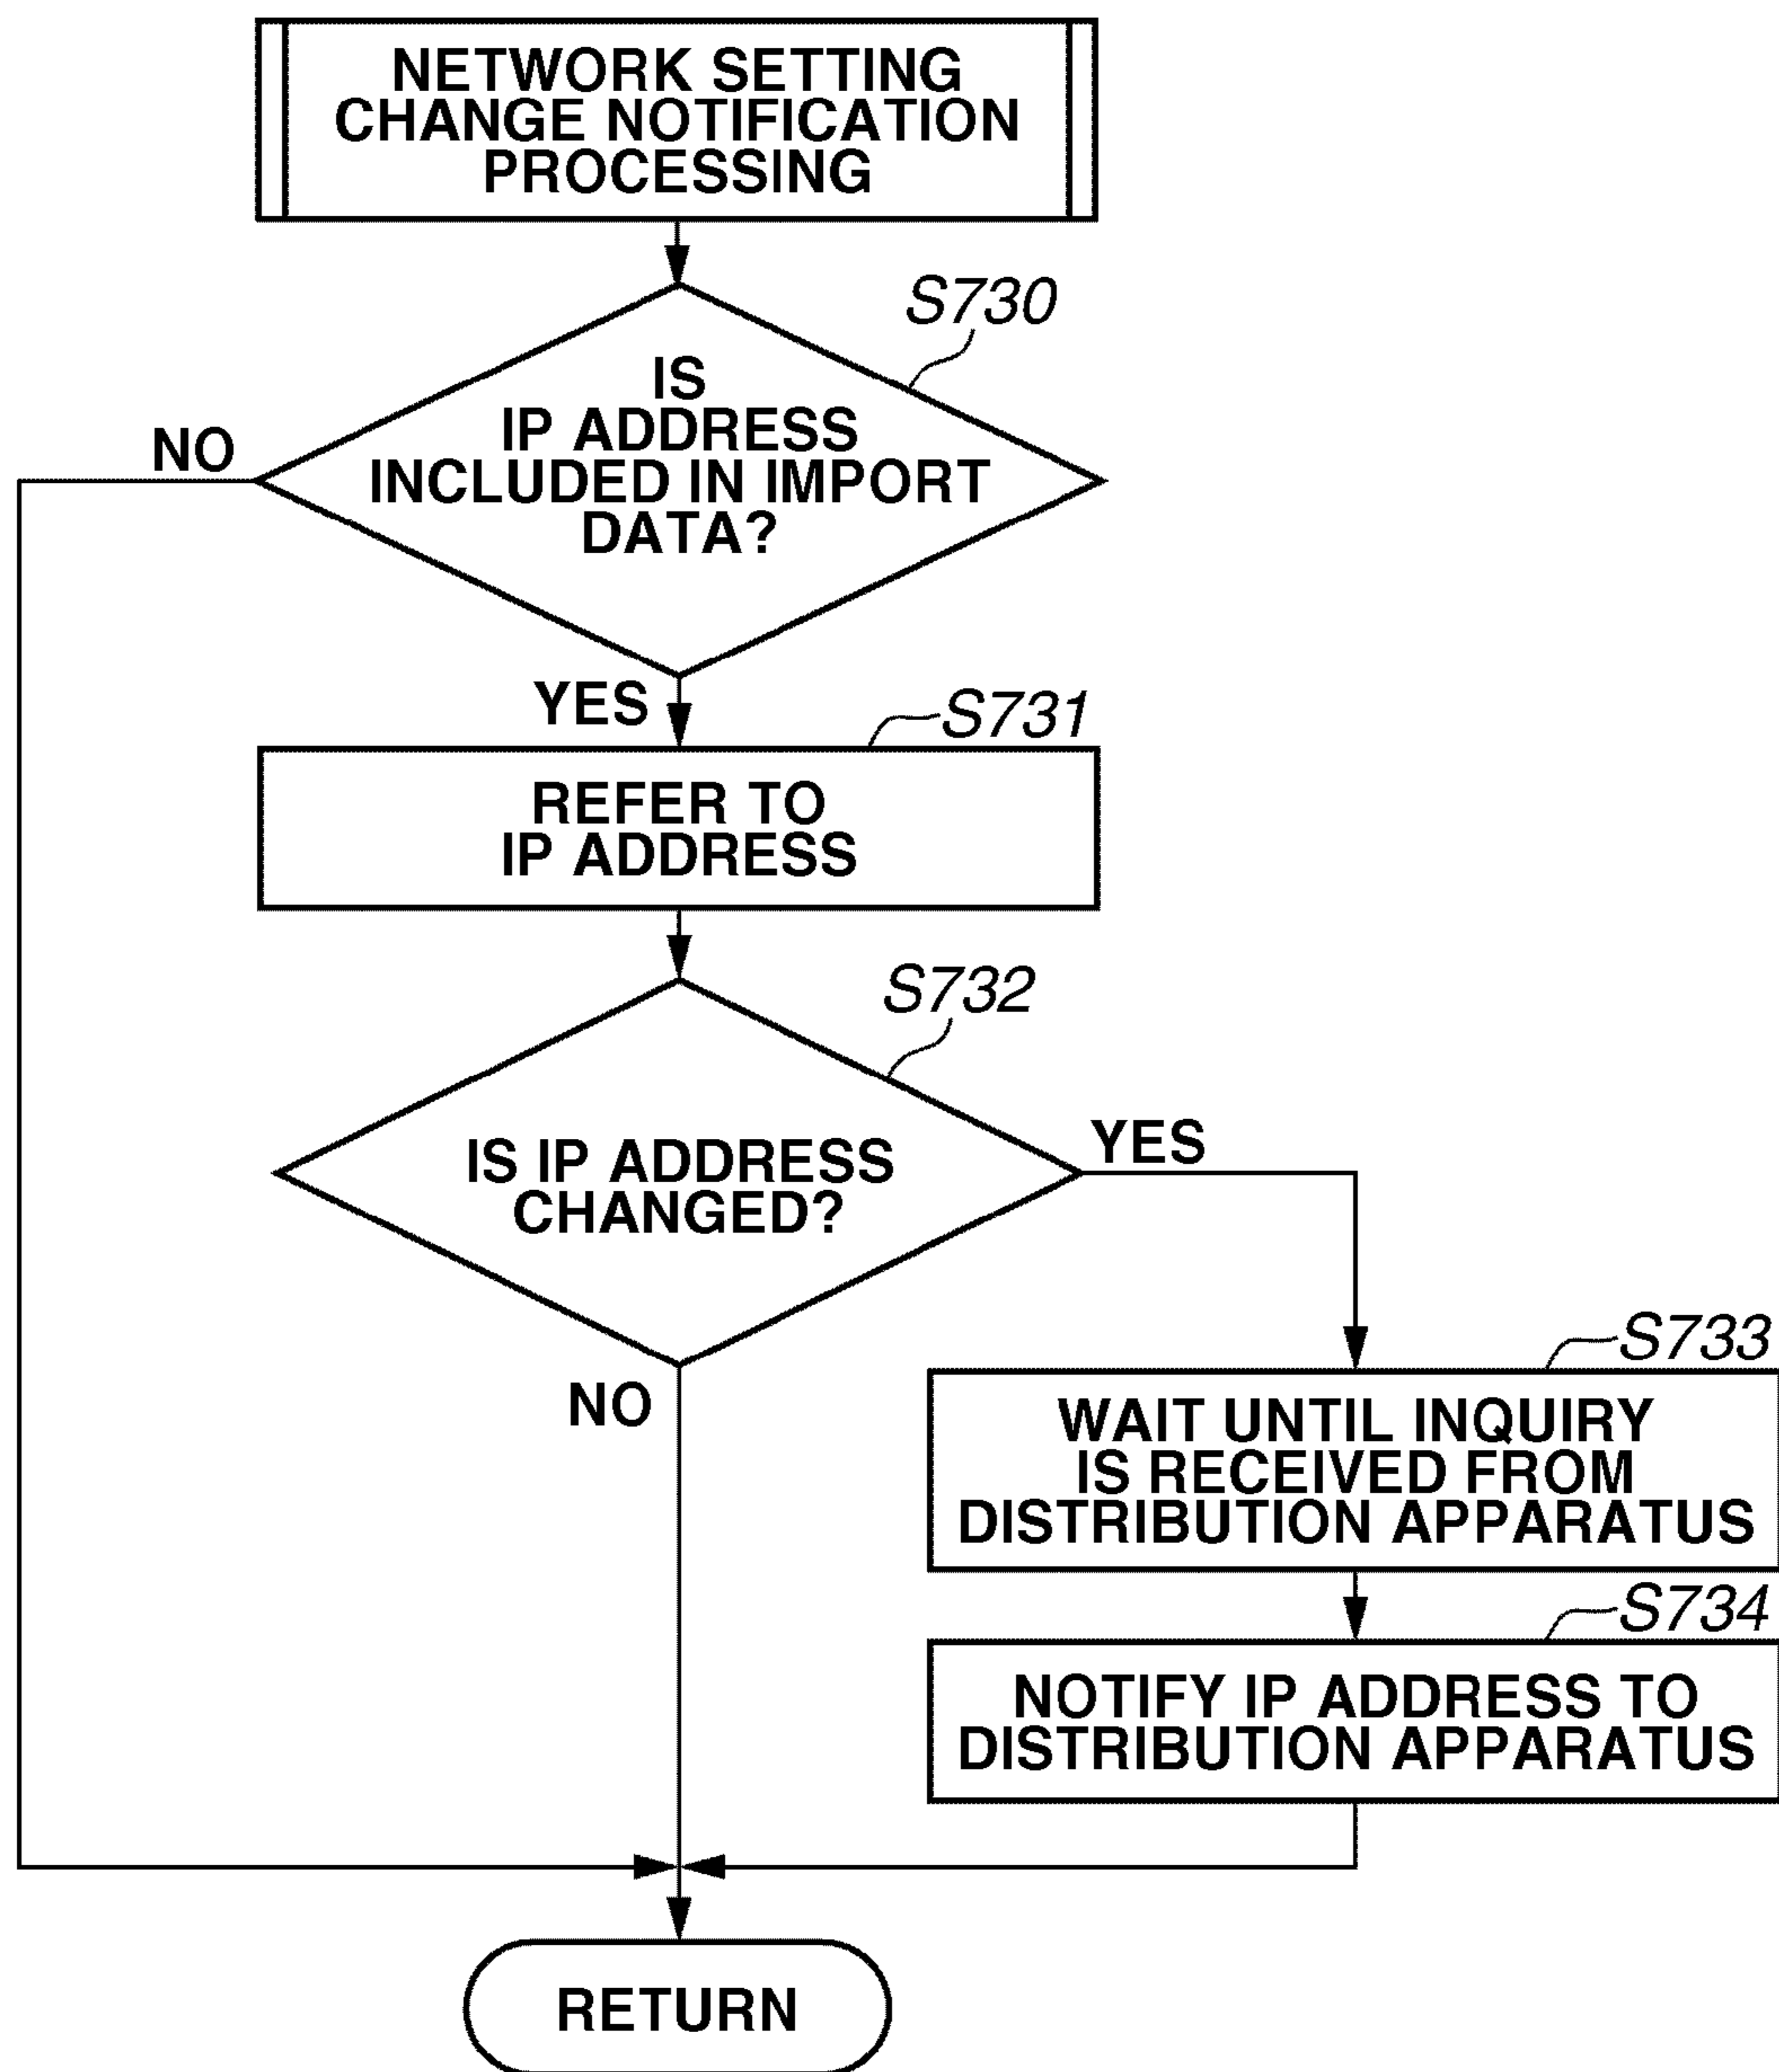 NETWORK SETTING
CHANGE NOTIFICATION
PROCESSING
S730
IS
IP ADDRESS
INCLUDED IN IMPORT
DATA?
NO
YES
S731
REFER TO
IP ADDRESS
S732
IS IP ADDRESS
CHANGED?
YES
NO
S733
WAIT UNTIL INQUIRY
IS RECEIVED FROM
DISTRIBUTION APPARATUS
S734
NOTIFY IP ADDRESS TO
DISTRIBUTION APPARATUS
RETURN